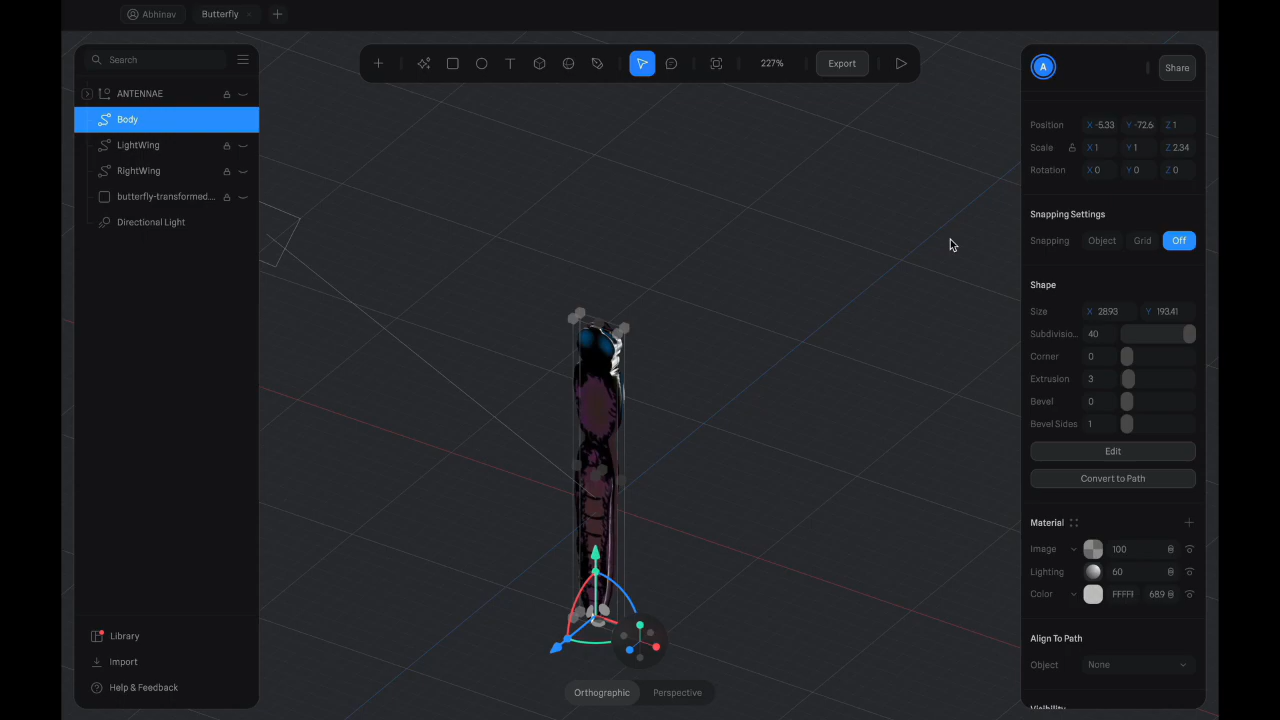 Abhinav
Butterfly
Search
227%
Export
A
Share
ANTENNAE
Body
LightWing
RightWing
butterfly-transformed....
Directional Light
Position X -5.33 Y -72.6 Z 1
Scale X 1 Y 1 Z 2.34
Rotation X 0 Y 0 Z 0
Snapping Settings
Snapping Object Grid Off
Shape
Size X 28.93 Y 193.41
Subdivisio... 40
Corner 0
Extrusion 3
Bevel 0
Bevel Sides 1
Edit
Convert to Path
Material
Image 100
Lighting 60
Color FFFFF 68.9
Align To Path
Object None
Library
Import
Help & Feedback
Orthographic Perspective